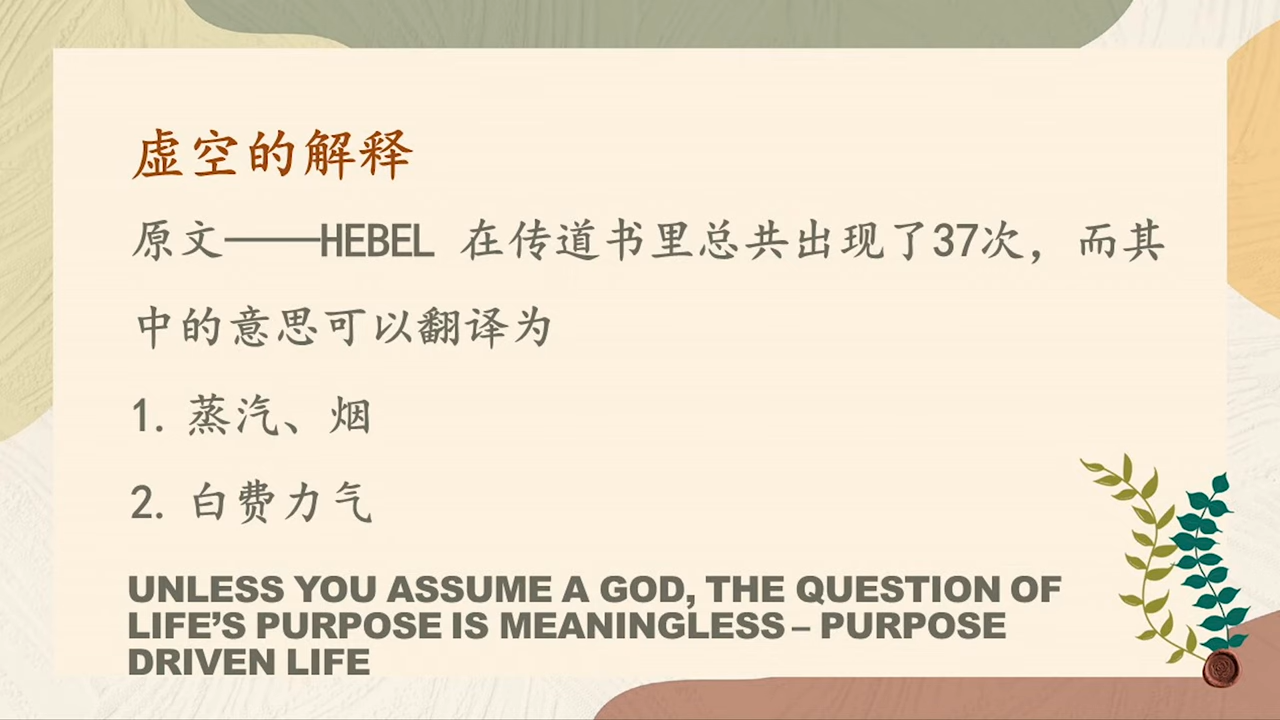 虚空的解释
原文——HEBEL 在传道书里总共出现了37次，而其
中的意思可以翻译为
1. 蒸汽、烟
2. 白费力气
UNLESS YOU ASSUME A GOD, THE QUESTION OF
LIFE’S PURPOSE IS MEANINGLESS – PURPOSE
DRIVEN LIFE